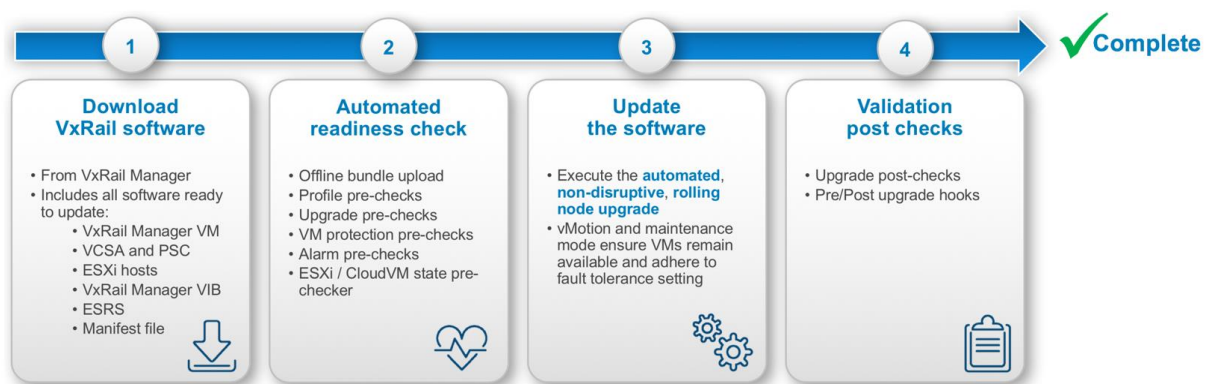 1
2
3
4
Complete
Download
VxRail software
• From VxRail Manager
• Includes all software ready
to update:
• VxRail Manager VM
• VCSA and PSC
• ESXi hosts
• VxRail Manager VIB
• ESRS
• Manifest file
Automated
readiness check
• Offline bundle upload
• Profile pre-checks
• Upgrade pre-checks
• VM protection pre-checks
• Alarm pre-checks
• ESXi / CloudVM state pre-
checker
Update
the software
• Execute the automated,
non-disruptive, rolling
node upgrade
• vMotion and maintenance
mode ensure VMs remain
available and adhere to
fault tolerance setting
Validation
post checks
• Upgrade post-checks
• Pre/Post upgrade hooks